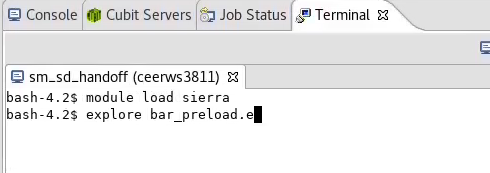 Console Cubit Servers Job Status Terminal
sm_sd_handoff (ceerws3811)
bash-4.2$ module load sierra
bash-4.2$ explore bar_preload.e